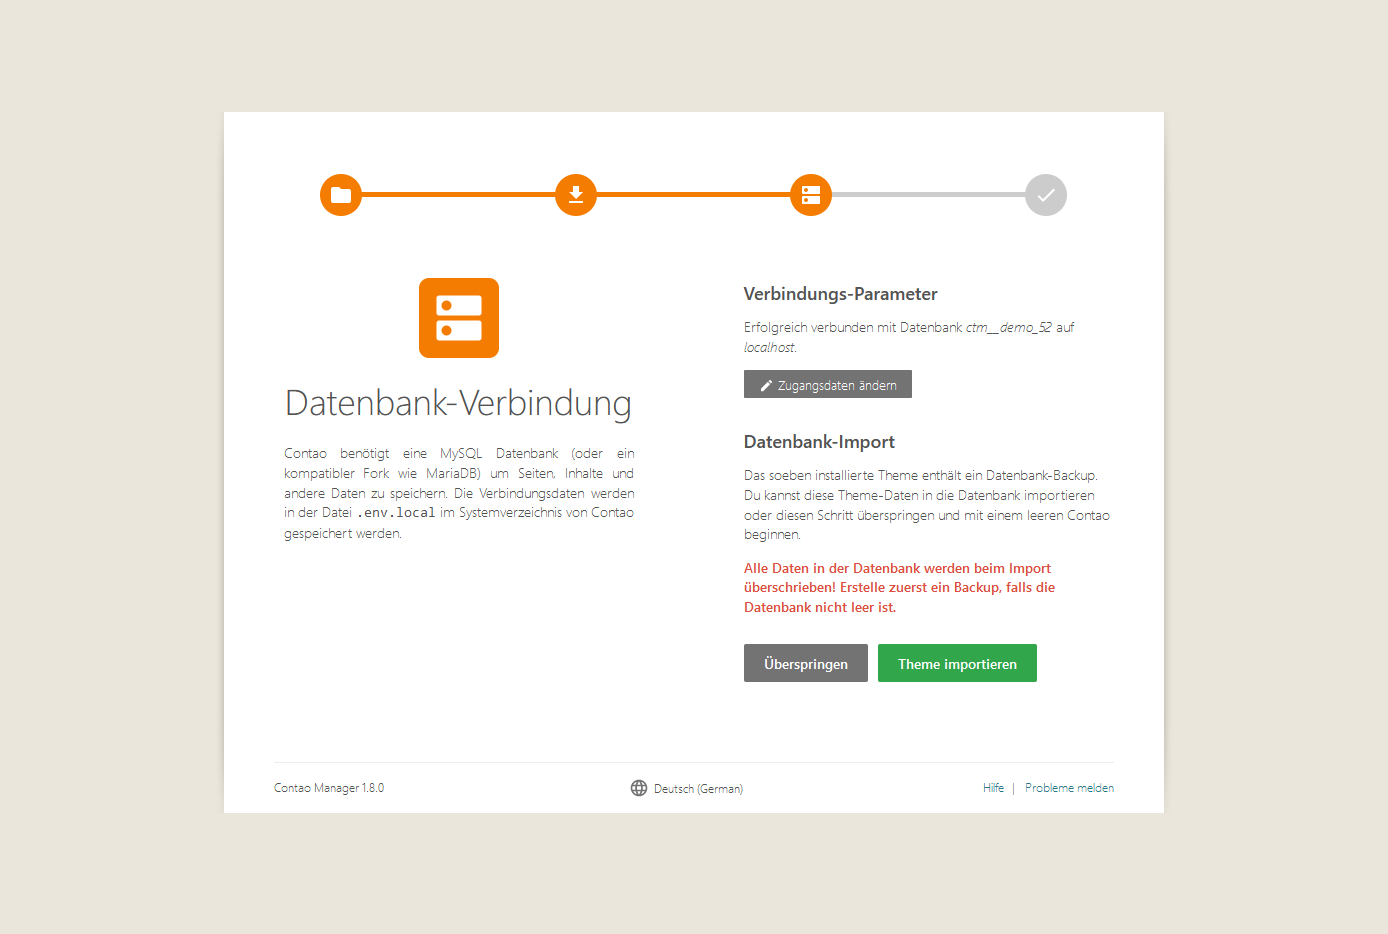 Datenbank-Verbindung
Contao benötigt eine MySQL Datenbank (oder ein
kompatibler Fork wie MariaDB) um Seiten, Inhalte und
andere Daten zu speichern. Die Verbindungsdaten werden
in der Datei .env.local im Systemverzeichnis von Contao
gespeichert werden.
Verbindungs-Parameter
Erfolgreich verbunden mit Datenbank ctm__demo_52 auf
localhost.
Zugangsdaten ändern
Datenbank-Import
Das soeben installierte Theme enthält ein Datenbank-Backup.
Du kannst diese Theme-Daten in die Datenbank importieren
oder diesen Schritt überspringen und mit einem leeren Contao
beginnen.
Alle Daten in der Datenbank werden beim Import
überschrieben! Erstelle zuerst ein Backup, falls die
Datenbank nicht leer ist.
Überspringen
Theme importieren
Contao Manager 1.8.0
Deutsch (German)
Hilfe | Probleme melden